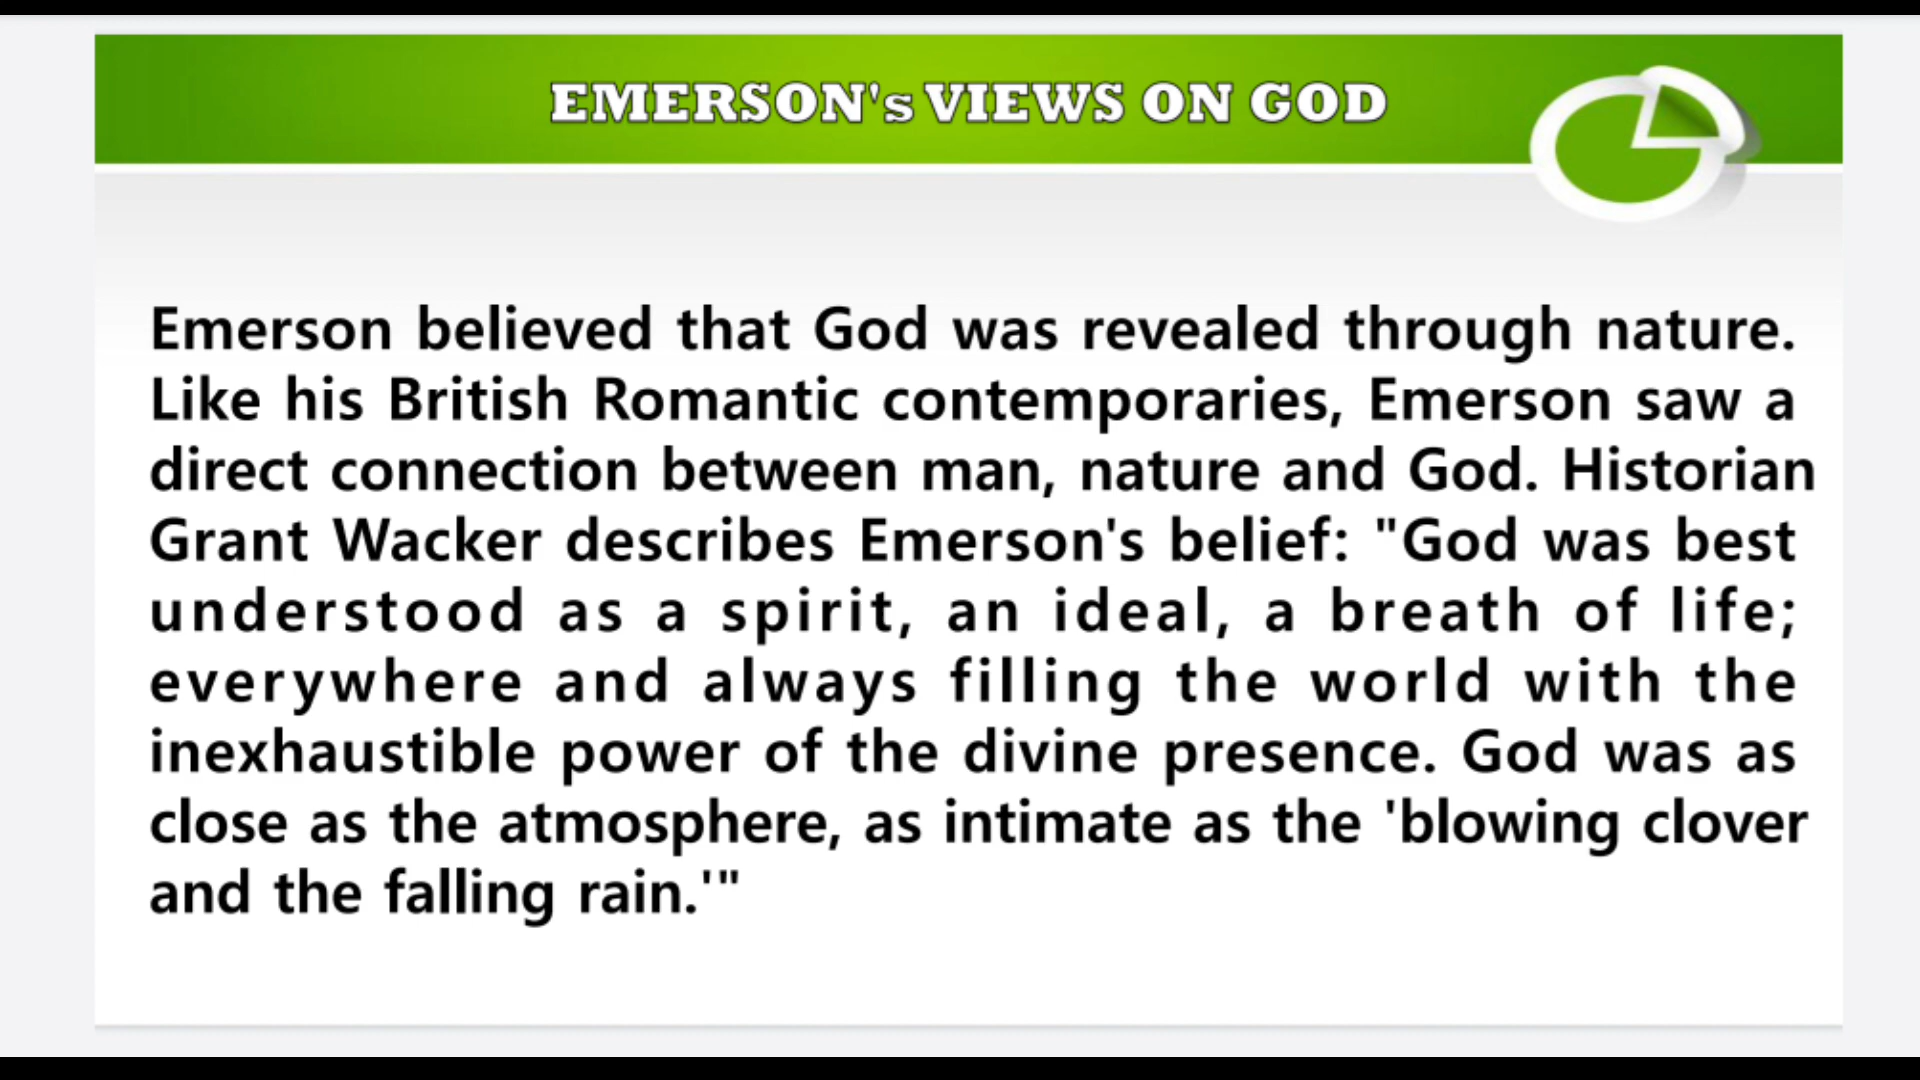 EMERSON's VIEWS ON GOD
Emerson believed that God was revealed through nature.
Like his British Romantic contemporaries, Emerson saw a
direct connection between man, nature and God. Historian
Grant Wacker describes Emerson's belief: "God was best
understood as a spirit, an ideal, a breath of life;
everywhere and always filling the world with the
inexhaustible power of the divine presence. God was as
close as the atmosphere, as intimate as the 'blowing clover
and the falling rain.'"